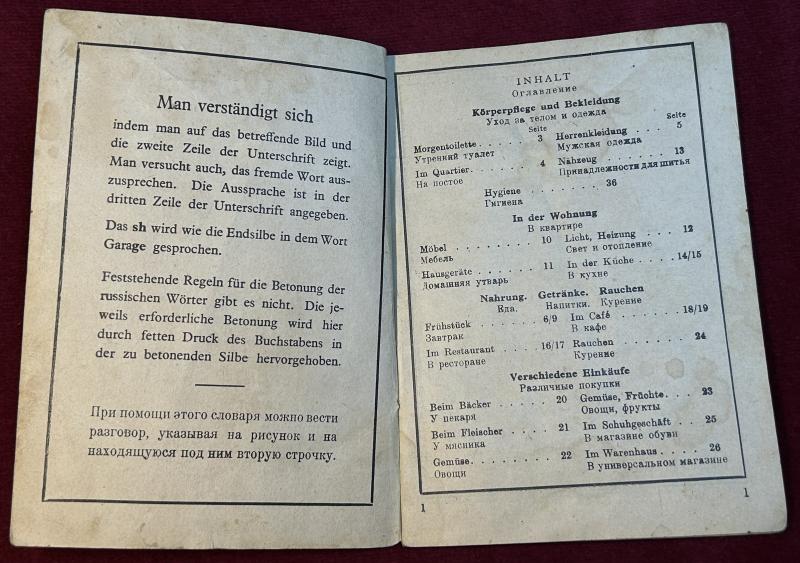 Man verständigt sich
indem man auf das betreffende Bild und
die zweite Zeile der Unterschrift zeigt.
Man versucht auch, das fremde Wort aus-
zusprechen. Die Aussprache ist in der
dritten Zeile der Unterschrift angegeben.
Das sh wird wie die Endsilbe in dem Wort
Garage gesprochen.
Feststehende Regeln für die Betonung der
russischen Wörter gibt es nicht. Die je-
weils erforderliche Betonung wird hier
durch fetten Druck des Buchstabens in
der zu betonenden Silbe hervorgehoben.
При помощи этого словаря можно вести
разговор, указывая на рисунок и на
находящуюся под ним вторую строчку.
INHALT
Оглавление
Körperpflege und Bekleidung
Уход за телом и одежда
Seite Seite
Morgentoilette. . . . . . 3 Herrenkleidung . . . . 5
Утренний туалет Мужская одежда
Im Quartier. . . . . . . 4 Nähzeug . . . . . . . 13
На постое Принадлежности для шитья
Hygiene . . . . . . . 36
Гигиена
In der Wohnung
В квартире
Möbel . . . . . . . . 10 Licht, Heizung . . . . 12
Мебель Свет и отопление
Hausgeräte . . . . . . 11 In der Küche . . . . 14/15
Домашняя утварь В кухне
Nahrung. Getränke. Rauchen
Еда. Напитки. Курение
Frühstück . . . . . . 6/9 Im Café . . . . . . 18/19
Завтрак В кафе
Im Restaurant . . . . 16/17 Rauchen . . . . . . 24
В ресторане Курение
Verschiedene Einkäufe
Различные покупки
Beim Bäcker . . . . . . 20 Gemüse, Früchte. . . . 23
У пекаря Овощи, фрукты
Beim Fleischer . . . . . 21 Im Schuhgeschäft . . . 25
У мясника В магазине обуви
Gemüse. . . . . . . . 22 Im Warenhaus. . . . . 26
Овощи В универсальном магазине
1 1